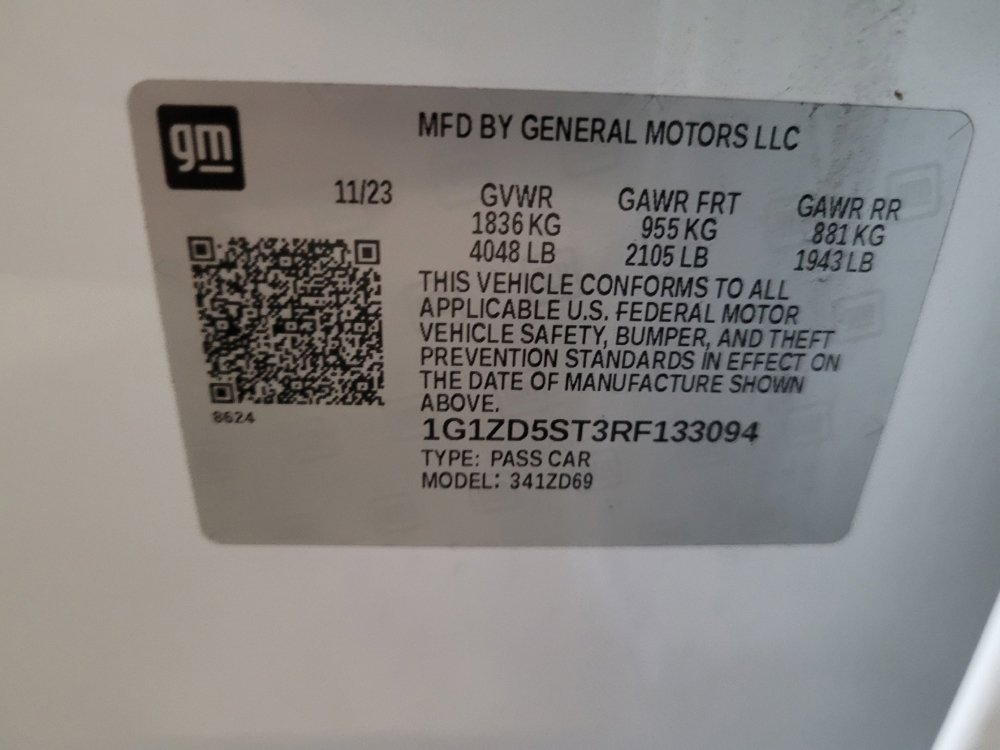 gm
MFD BY GENERAL MOTORS LLC
11/23
GVWR
1836 KG
4048 LB
GAWR FRT
955 KG
2105 LB
GAWR RR
881 KG
1943 LB
THIS VEHICLE CONFORMS TO ALL
APPLICABLE U.S. FEDERAL MOTOR
VEHICLE SAFETY, BUMPER, AND THEFT
PREVENTION STANDARDS IN EFFECT ON
THE DATE OF MANUFACTURE SHOWN
ABOVE.
8624
1G1ZD5ST3RF133094
TYPE: PASS CAR
MODEL: 341ZD69